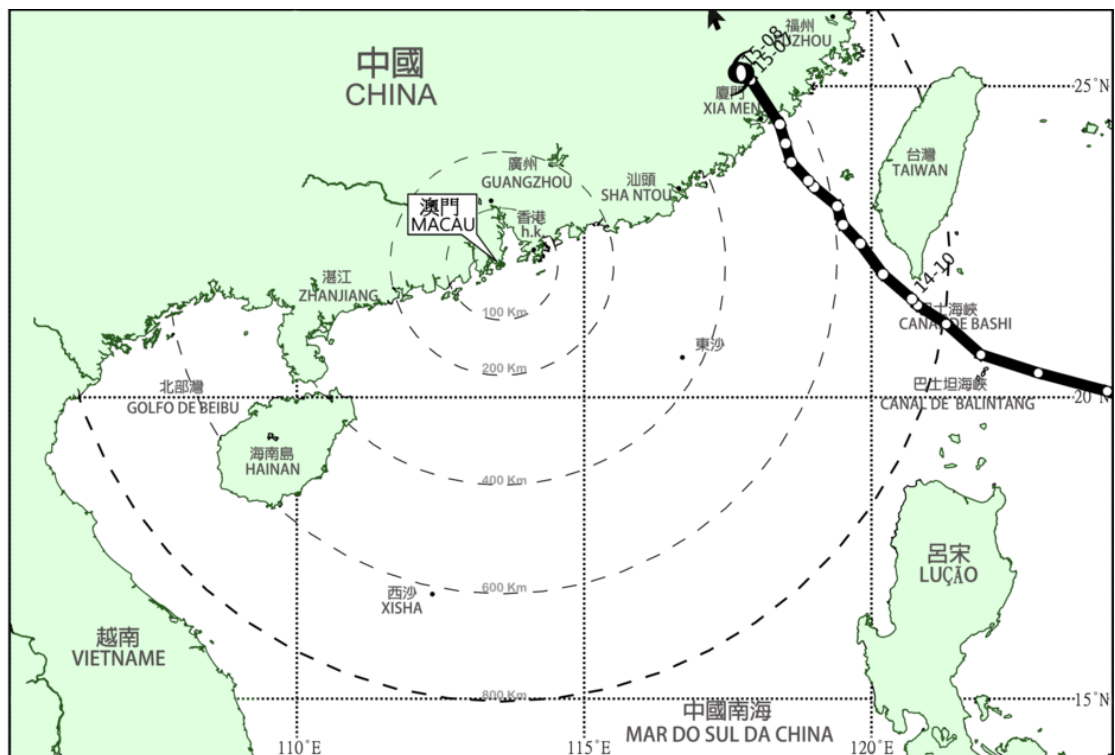 15-08
15-07
福州
UZHOU
25°N
中國
CHINA
廈門
XIA MEN
台灣
TAIWAN
廣州
GUANGZHOU
汕頭
SHA NTOU
澳門
MACAU
香港
h.k.
14-10
湛江
ZHANJIANG
100 Km
士海峽
CANAL DE BASHI
東沙
200 Km
北部灣
GOLFO DE BEIBU
巴士坦海峽
CANAL DE BALINTANG
20°N
海南島
HAINAN
400 Km
呂宋
LUÇÃO
600 Km
西沙
XISHA
越南
VIETNAME
800 Km
15°N
中國南海
MAR DO SUL DA CHINA
110°E
115°E
120°E